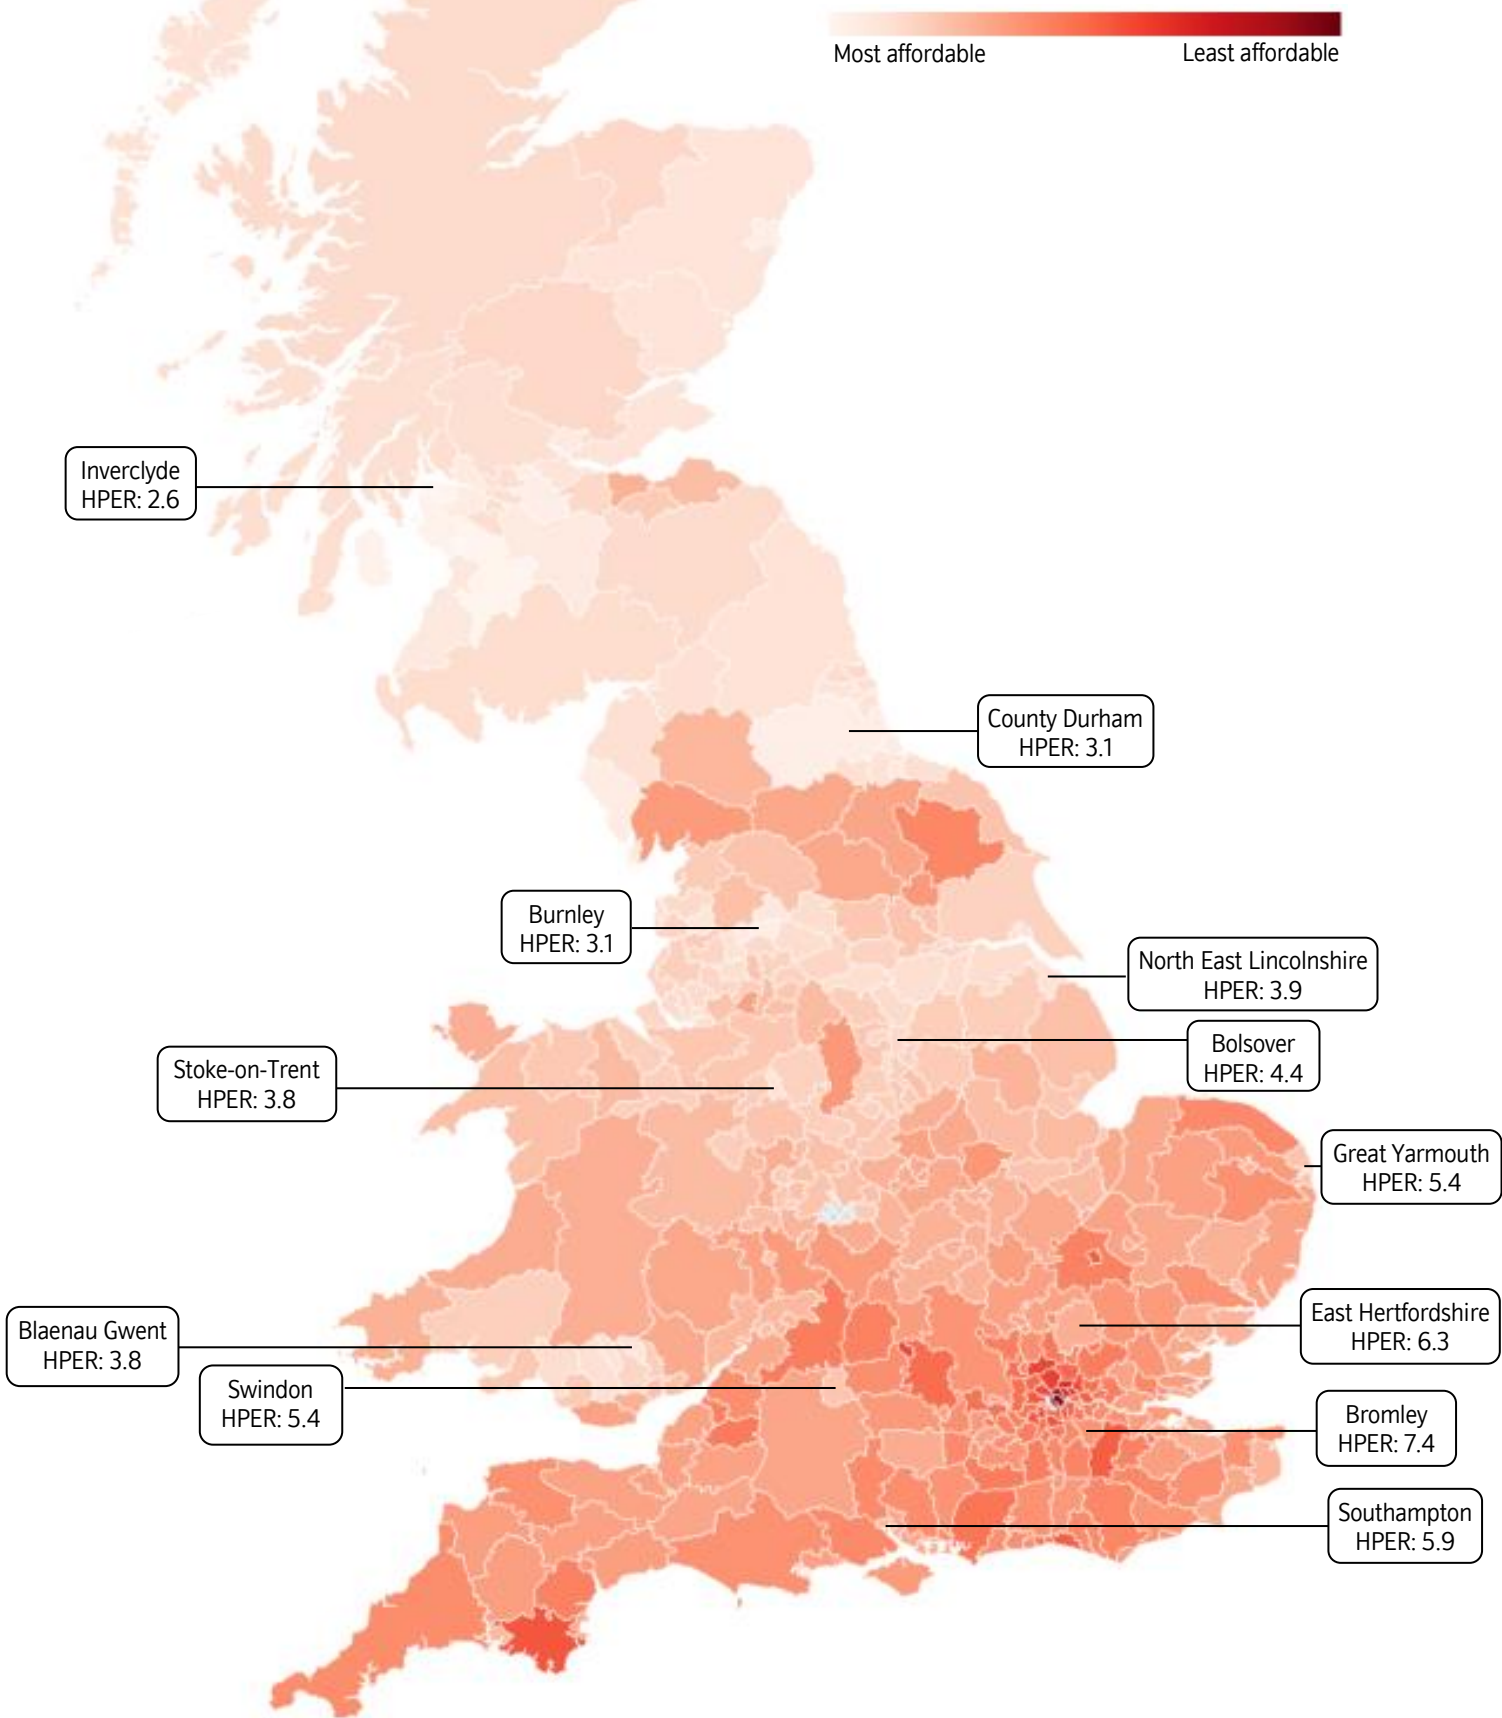 Most affordable
Least affordable
Inverclyde
HPER: 2.6
County Durham
HPER: 3.1
Burnley
HPER: 3.1
North East Lincolnshire
HPER: 3.9
Bolsover
HPER: 4.4
Stoke-on-Trent
HPER: 3.8
Great Yarmouth
HPER: 5.4
East Hertfordshire
HPER: 6.3
Blaenau Gwent
HPER: 3.8
Swindon
HPER: 5.4
Bromley
HPER: 7.4
Southampton
HPER: 5.9